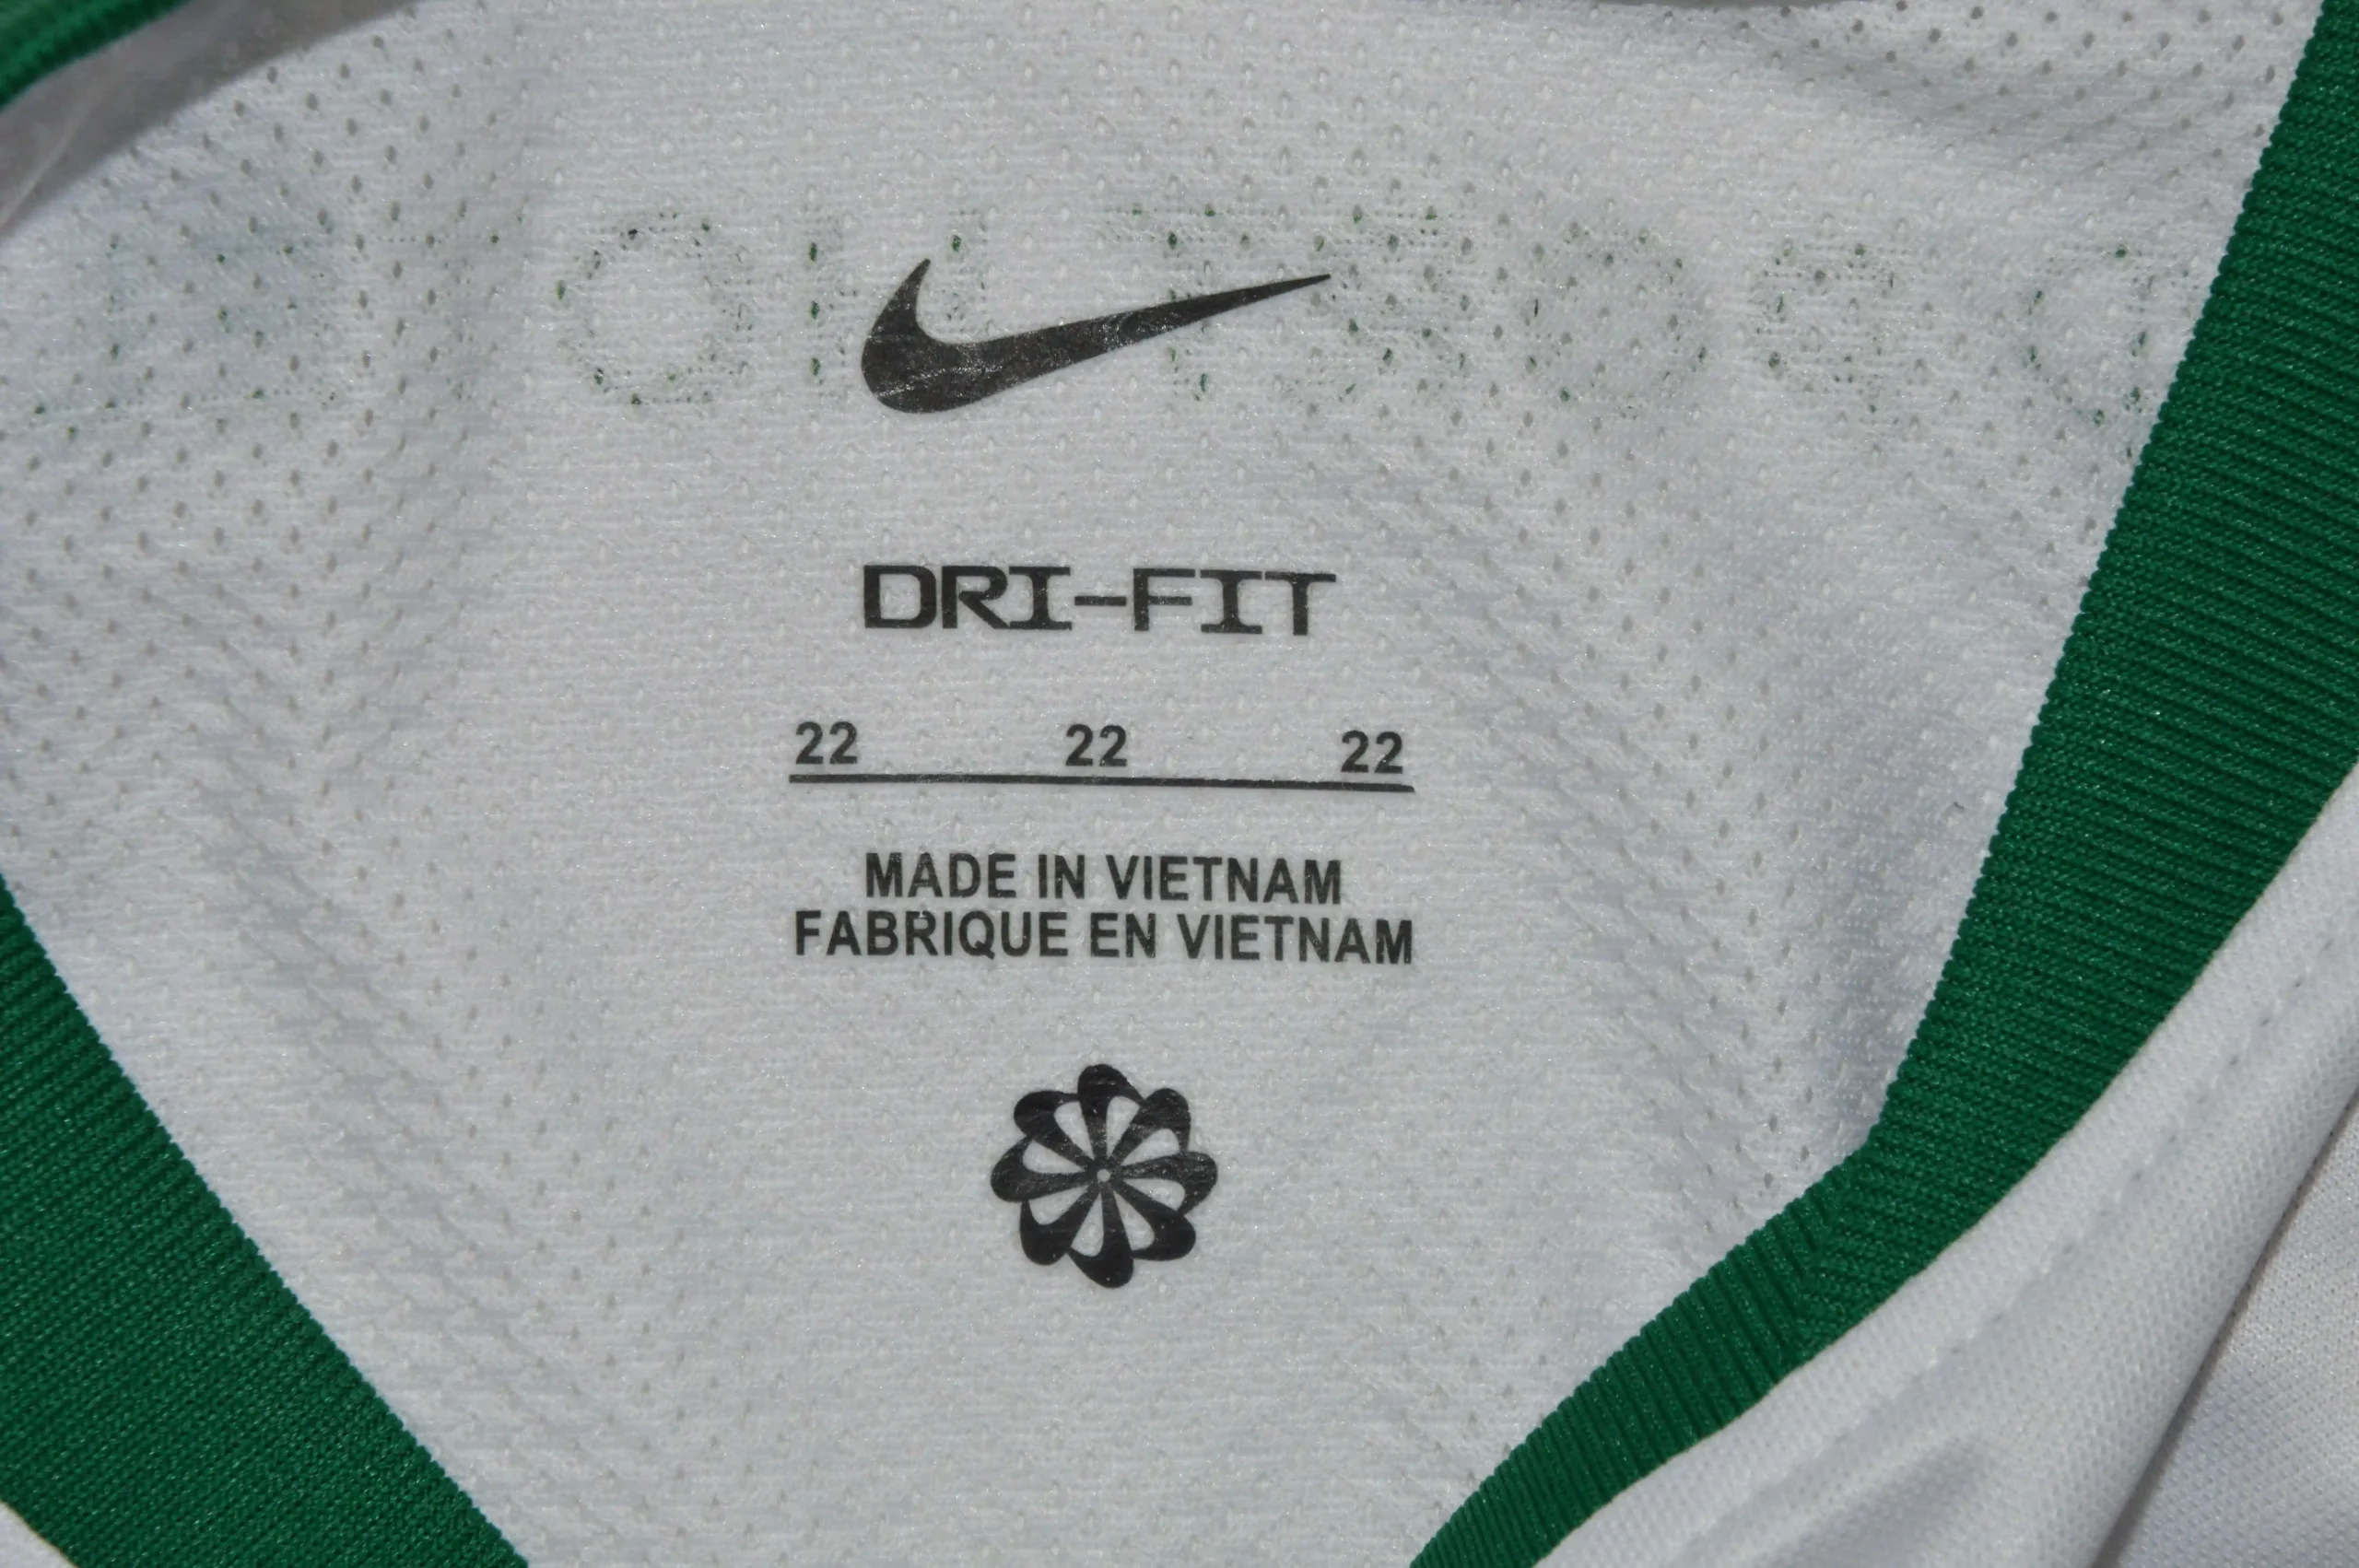 DRI-FIT
22 22 22
MADE IN VIETNAM
FABRIQUE EN VIETNAM